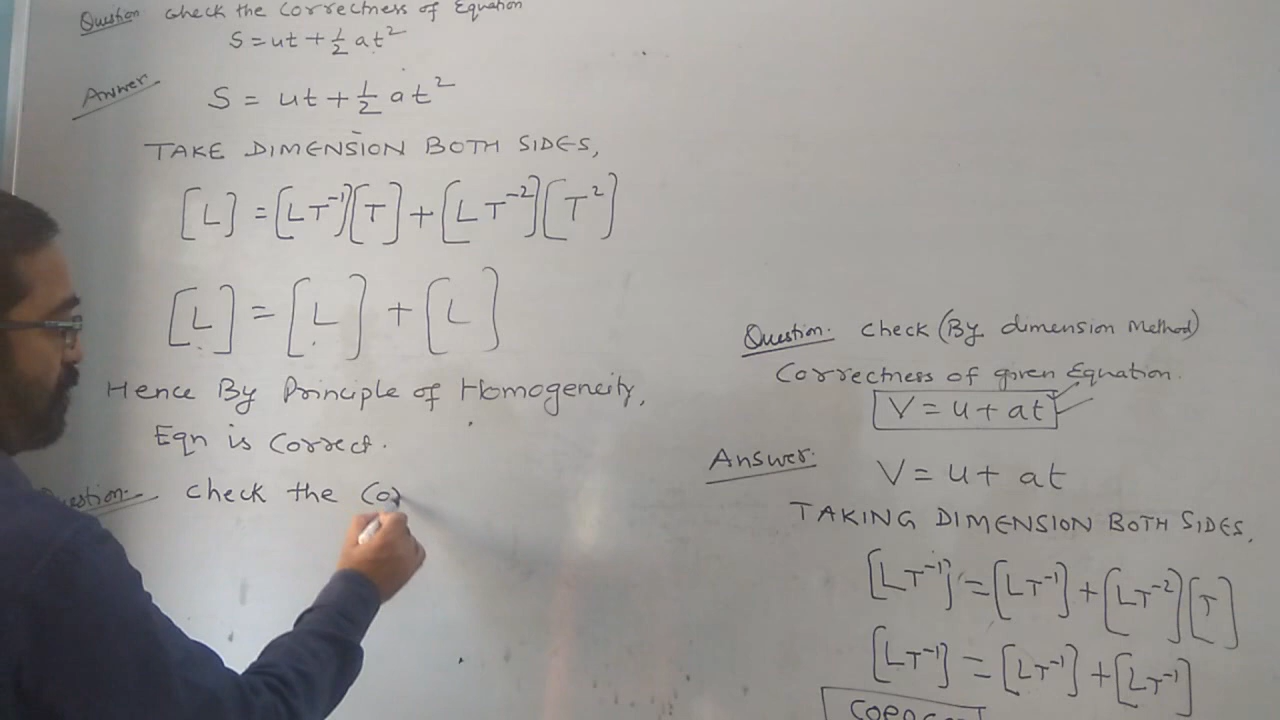 Question check the Correctness of Equation
S = ut + 1/2 at²
Answer
S = ut + 1/2 at²
TAKE DIMENSION BOTH SIDES,
[L] = [LT⁻¹][T] + [LT⁻²][T²]
[L] = [L] + [L]
Hence By Principle of Homogeneity,
Eqn is Correct.
Question. check the Cor
Question. check (By dimension Method)
Correctness of given Equation.
V = u + at
Answer.
V = u + at
TAKING DIMENSION BOTH SIDES,
[LT⁻¹] = [LT⁻¹] + [LT⁻²][T]
[LT⁻¹] = [LT⁻¹] + [LT⁻¹]